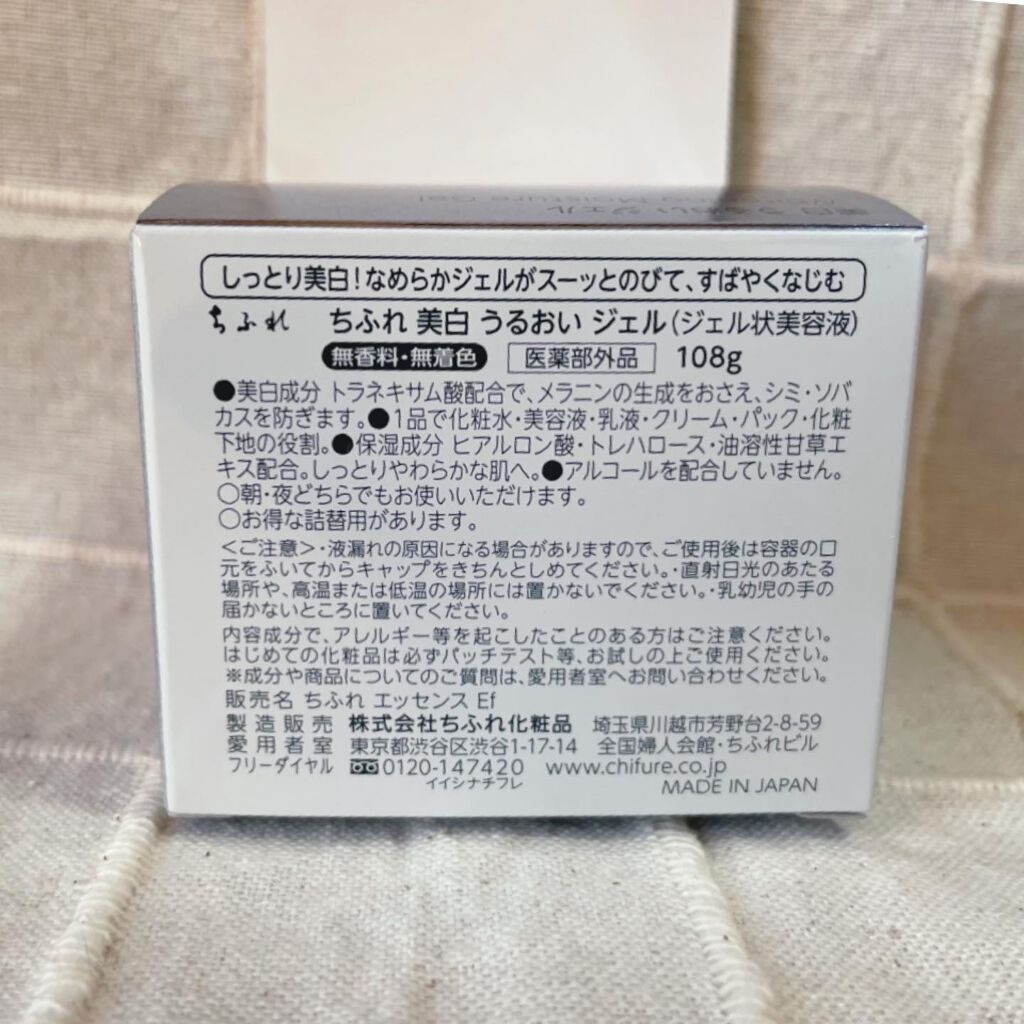 美白 うるおい ジェル
Moisture Gel
しっとり美白!なめらかジェルがスーッとのびて、すばやくなじむ
ちふれ ちふれ 美白 うるおい ジェル(ジェル状美容液)
無香料・無着色 医薬部外品 108g
●美白成分 トラネキサム酸配合で、メラニンの生成をおさえ、シミ・ソバ
カスを防ぎます。●1品で化粧水・美容液・乳液・クリーム・パック・化粧
下地の役割。●保湿成分 ヒアルロン酸・トレハロース・油溶性甘草エ
キス配合。しっとりやわらかな肌へ。●アルコールを配合していません。
○朝・夜どちらでもお使いいただけます。
○お得な詰替用があります。
<ご注意>・液漏れの原因になる場合がありますので、ご使用後は容器の口
元をふいてからキャップをきちんとしめてください。・直射日光のあたる
場所や、高温または低温の場所には置かないでください。・乳幼児の手の
届かないところに置いてください。
内容成分で、アレルギー等を起こしたことのある方はご注意ください。
はじめての化粧品は必ずパッチテスト等、お試しの上ご使用ください。
※成分や商品についてのご質問は、愛用者室へお問い合わせください。
販売名 ちふれ エッセンス Ef
製造販売 株式会社ちふれ化粧品 埼玉県川越市芳野台2-8-59
愛用者室 東京都渋谷区渋谷1-17-14 全国婦人会館・ちふれビル
フリーダイヤル 0120-147420 www.chifure.co.jp
イイシナチフレ
MADE IN JAPAN